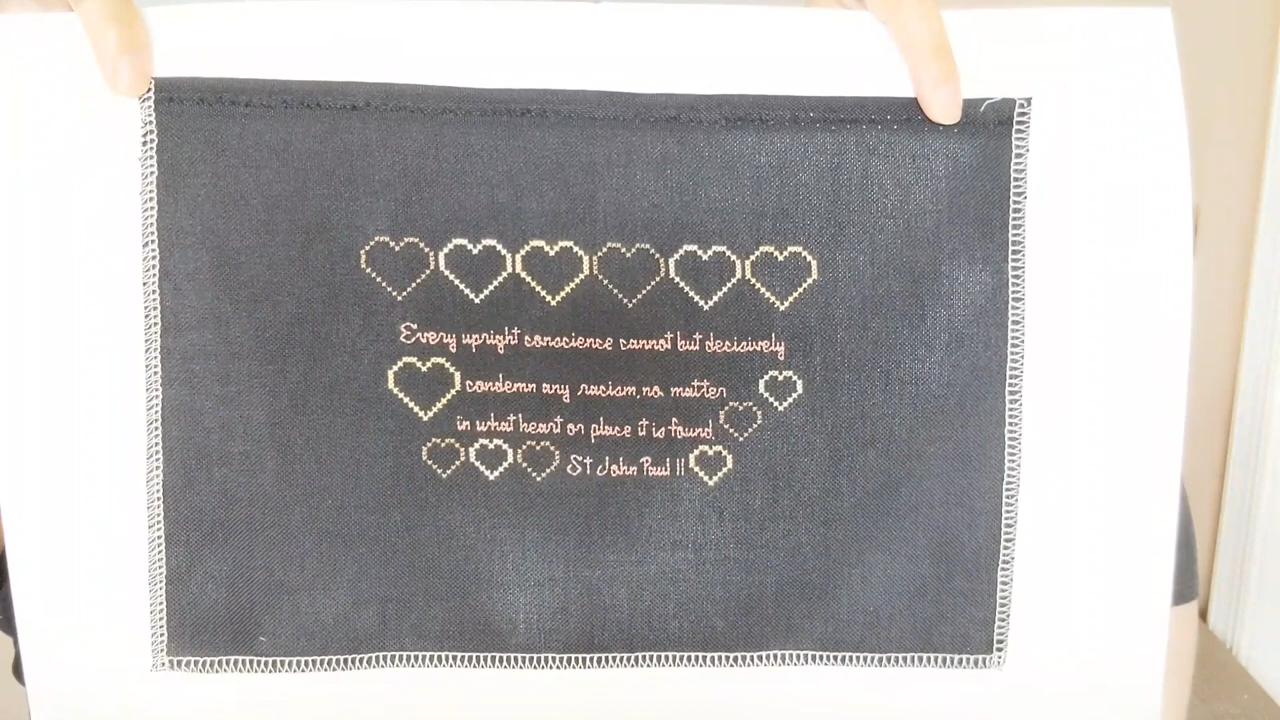 Every upright conscience cannot but decisively
condemn any racism, no matter
in what heart or place it is found.
St John Paul II